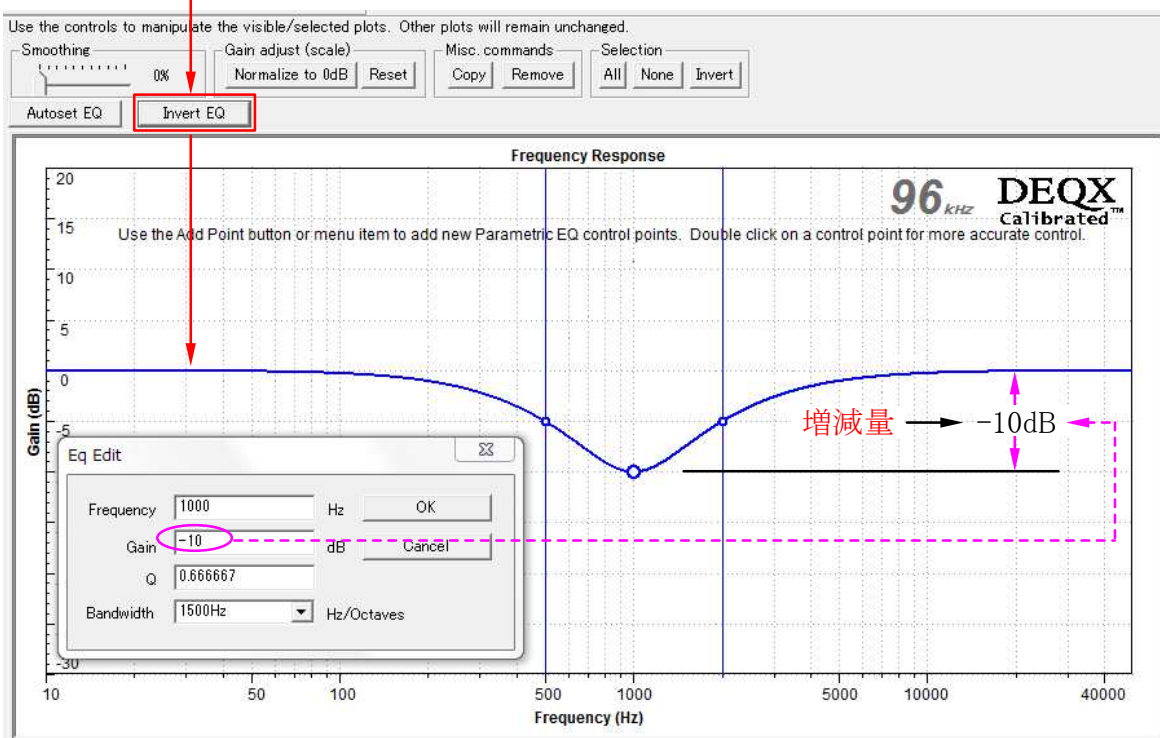 Use the controls to manipulate the visible/selected plots. Other plots will remain unchanged.
Smoothing Gain adjust (scale) Misc. commands Selection
0% Normalize to 0dB Reset Copy Remove All None Invert
Autoset EQ Invert EQ
Frequency Response
96 kHz DEQX
Calibrated™
Use the Add Point button or menu item to add new Parametric EQ control points. Double click on a control point for more accurate control.
20
15
10
5
0
-5
-30
Gain (dB)
増減量 -10dB
Eq Edit
Frequency 1000 Hz OK
Gain -10 dB Cancel
Q 0.666667
Bandwidth 1500Hz Hz/Octaves
10 50 100 500 1000 5000 10000 40000
Frequency (Hz)